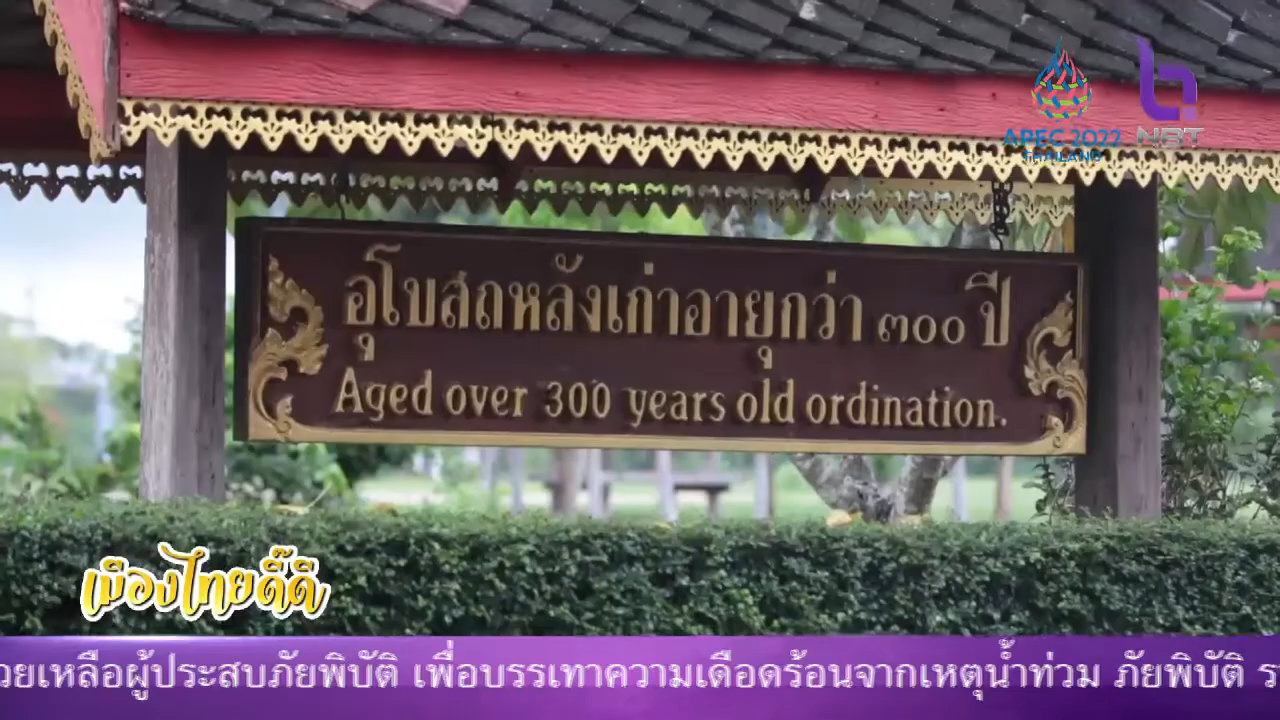 APEC 2022
THAILAND
NBT
อุโบสถหลังเก่าอายุกว่า ๓๐๐ ปี
Aged over 300 years old ordination.
เมืองไทยดี๊ดี
วยเหลือผู้ประสบภัยพิบัติ เพื่อบรรเทาความเดือดร้อนจากเหตุน้ำท่วม ภัยพิบัติ ร